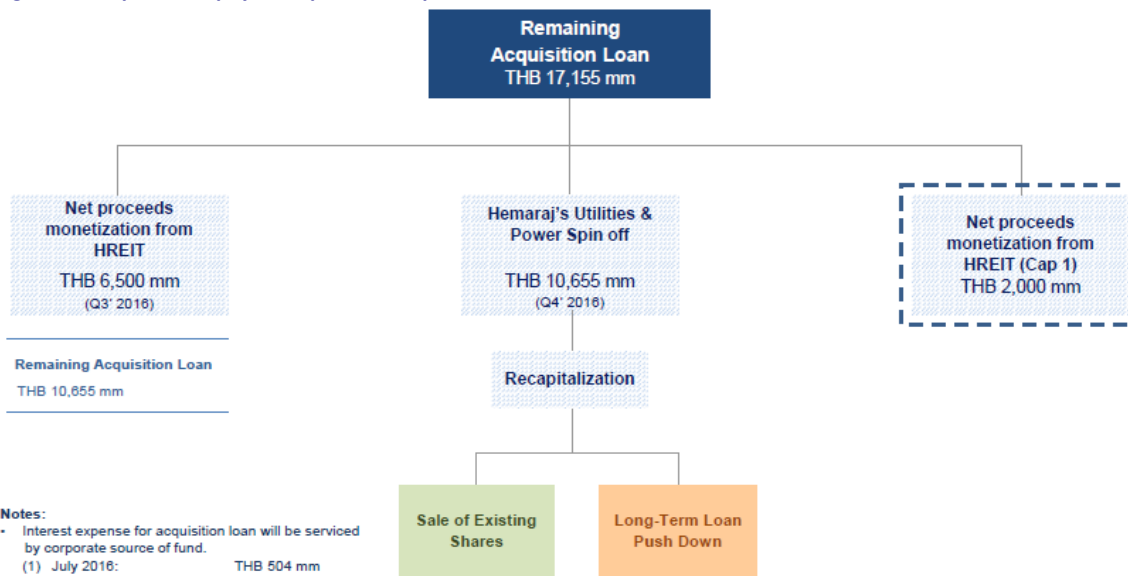 Remaining
Acquisition Loan
THB 17,155 mm
Net proceeds
monetization from
HREIT
THB 6,500 mm
(Q3' 2016)
Hemaraj's Utilities &
Power Spin off
THB 10,655 mm
(Q4' 2016)
Net proceeds
monetization from
HREIT (Cap 1)
THB 2,000 mm
Remaining Acquisition Loan
THB 10,655 mm
Recapitalization
Sale of Existing
Shares
Long-Term Loan
Push Down
Notes:
- Interest expense for acquisition loan will be serviced
by corporate source of fund.
(1) July 2016: THB 504 mm